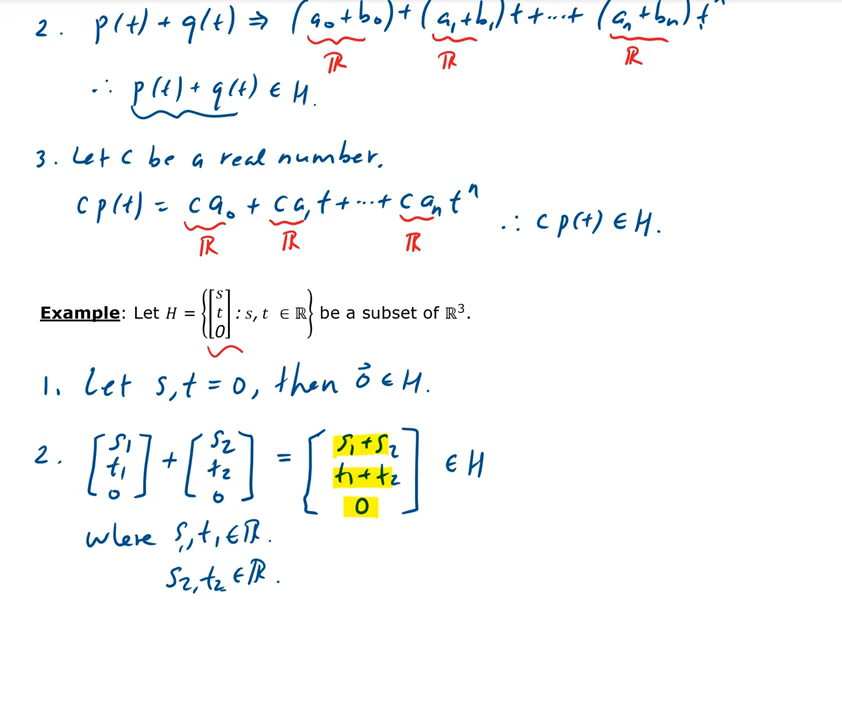 2. p(t) + q(t) ⇒ (a₀+b₀)+(a₁+b₁)t+...+(aₙ+bₙ)tⁿ
ℝ ℝ ℝ
∴ p(t)+q(t) ∈ H.
3. Let c be a real number.
c p(t) = ca₀ + ca₁t+...+caₙtⁿ ∴ c p(t) ∈ H.
ℝ ℝ ℝ
Example: Let H = {[s t 0] : s, t ∈ ℝ} be a subset of ℝ³.
1. Let s,t = 0, then 0⃗ ∈ H.
2. [s₁ t₁ 0] + [s₂ t₂ 0] = [s₁+s₂ t₁+t₂ 0] ∈ H
where s₁,t₁ ∈ ℝ.
s₂,t₂ ∈ ℝ.